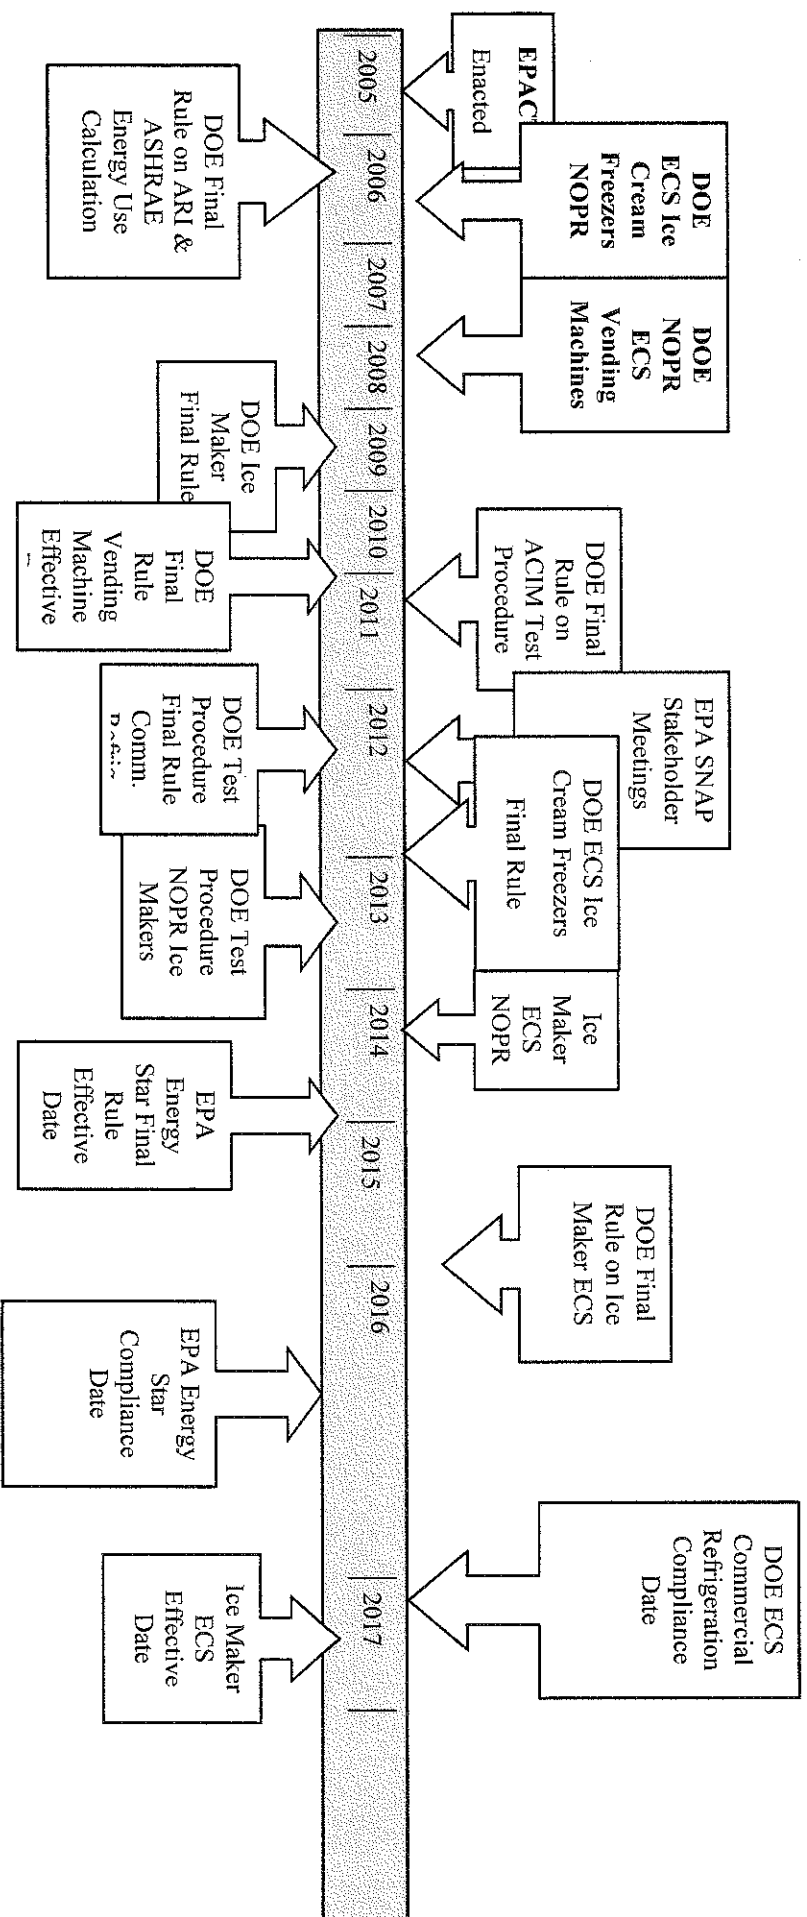 EPAC
Enacted
DOE
ECS Ice
Cream
Freezers
NOPR
DOE
NOPR
ECS
Vending
Machines
DOE Final
Rule on
ACIM Test
Procedure
EPA SNAP
Stakeholder
Meetings
DOE ECS Ice
Cream Freezers
Final Rule
Ice
Maker
ECS
NOPR
DOE Final
Rule on Ice
Maker ECS
DOE ECS
Commercial
Refrigeration
Compliance
Date
2005
2006
2007
2008
2009
2010
2011
2012
2013
2014
2015
2016
2017
DOE Final
Rule on ARI &
ASHRAE
Energy Use
Calculation
DOE Ice
Maker
Final Rule
DOE
Final
Rule
Vending
Machine
Effective
DOE Test
Procedure
Final Rule
Comm.
DOE Test
Procedure
NOPR Ice
Makers
EPA
Energy
Star Final
Rule
Effective
Date
EPA Energy
Star
Compliance
Date
Ice Maker
ECS
Effective
Date